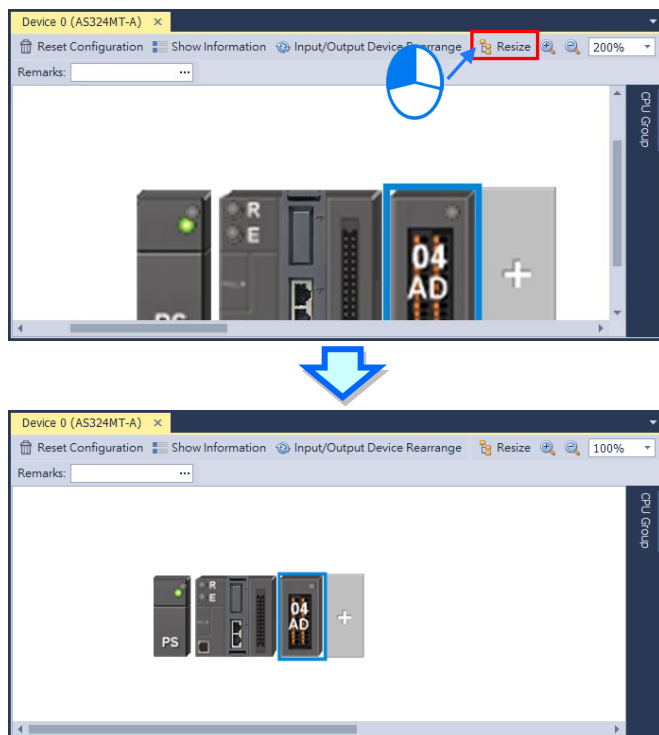 Device 0 (AS324MT-A) ×
Reset Configuration Show Information Input/Output Device Rearrange Resize 200%
Remarks: ...
CPU Group
R
E
04
AD
+
PS
Device 0 (AS324MT-A) ×
Reset Configuration Show Information Input/Output Device Rearrange Resize 100%
Remarks: ...
CPU Group
R
E
04
AD
+
PS